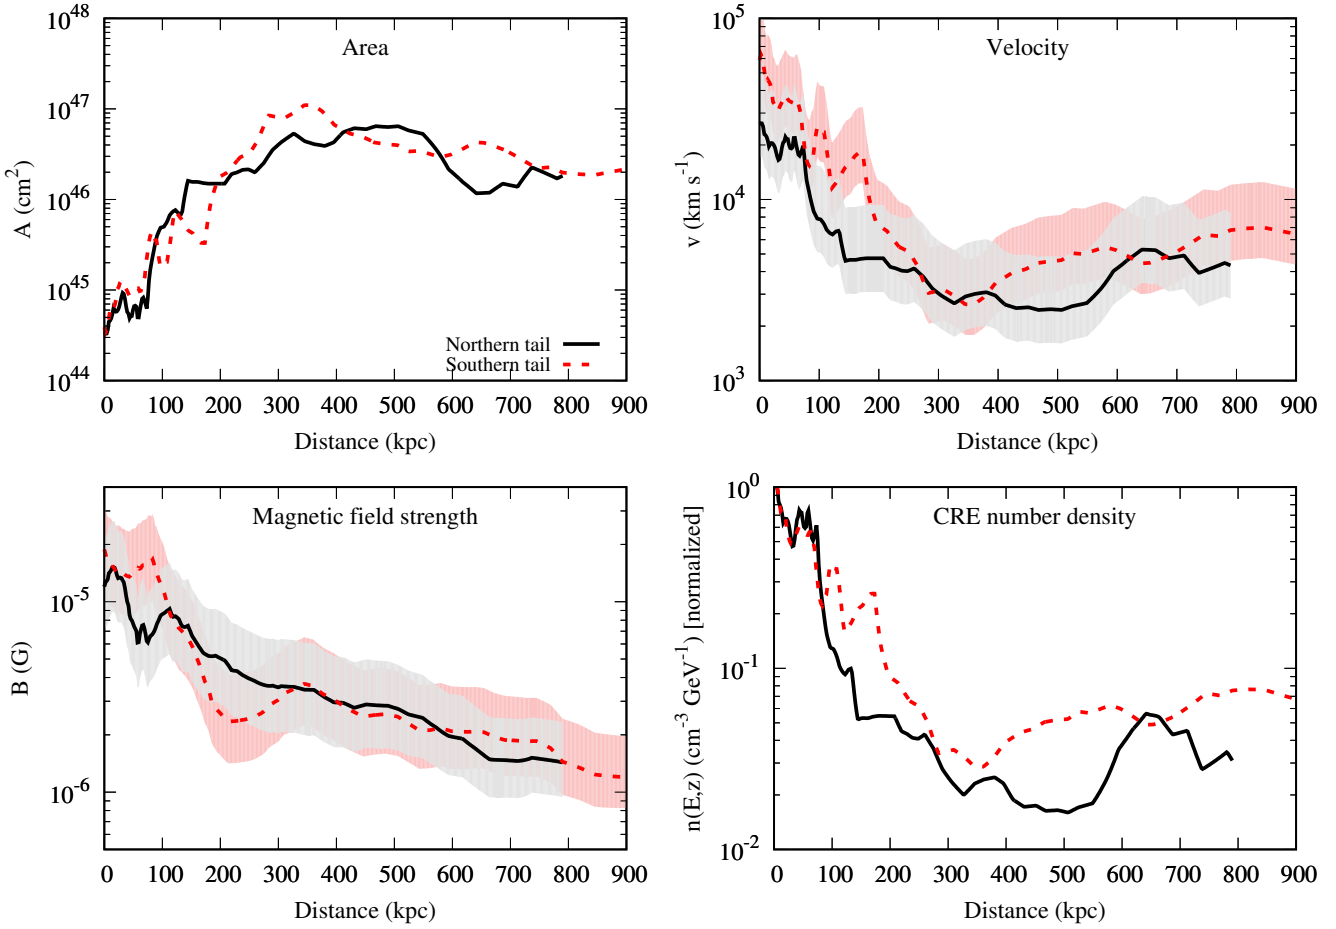 Area
10^48
10^47
10^46
10^45
10^44
A (cm^2)
Northern tail
Southern tail
0 100 200 300 400 500 600 700 800 900
Distance (kpc)
Velocity
10^5
10^4
10^3
v (km s^-1)
0 100 200 300 400 500 600 700 800 900
Distance (kpc)
Magnetic field strength
10^-5
10^-6
B (G)
0 100 200 300 400 500 600 700 800 900
Distance (kpc)
CRE number density
10^0
10^-1
10^-2
n(E,z) (cm^-3 GeV^-1) [normalized]
0 100 200 300 400 500 600 700 800 900
Distance (kpc)